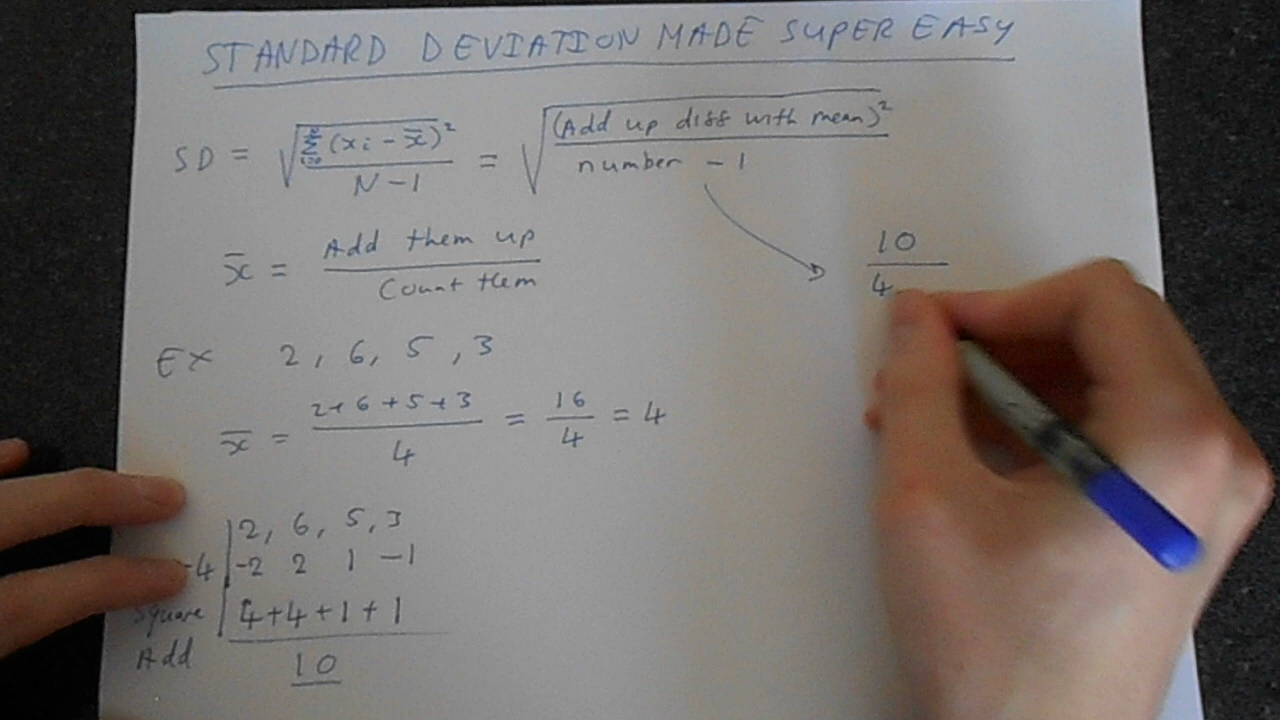 STANDARD DEVIATION MADE SUPER EASY
SD = √(∑(xi - x̄)² / N - 1) = √((Add up diff with mean)² / number - 1)
x̄ = Add them up / Count them
10 / 4
EX 2, 6, 5, 3
x̄ = 2+6+5+3 / 4 = 16 / 4 = 4
2, 6, 5, 3
-4 -2 2 1 -1
Square 4+4+1+1
Add 10